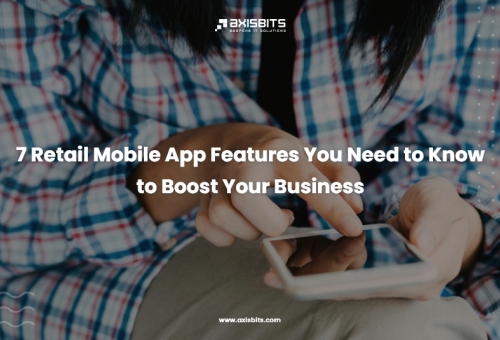 AXISBITS
BESPOKE IT SOLUTIONS
7 Retail Mobile App Features You Need to Know
to Boost Your Business
www.axisbits.com